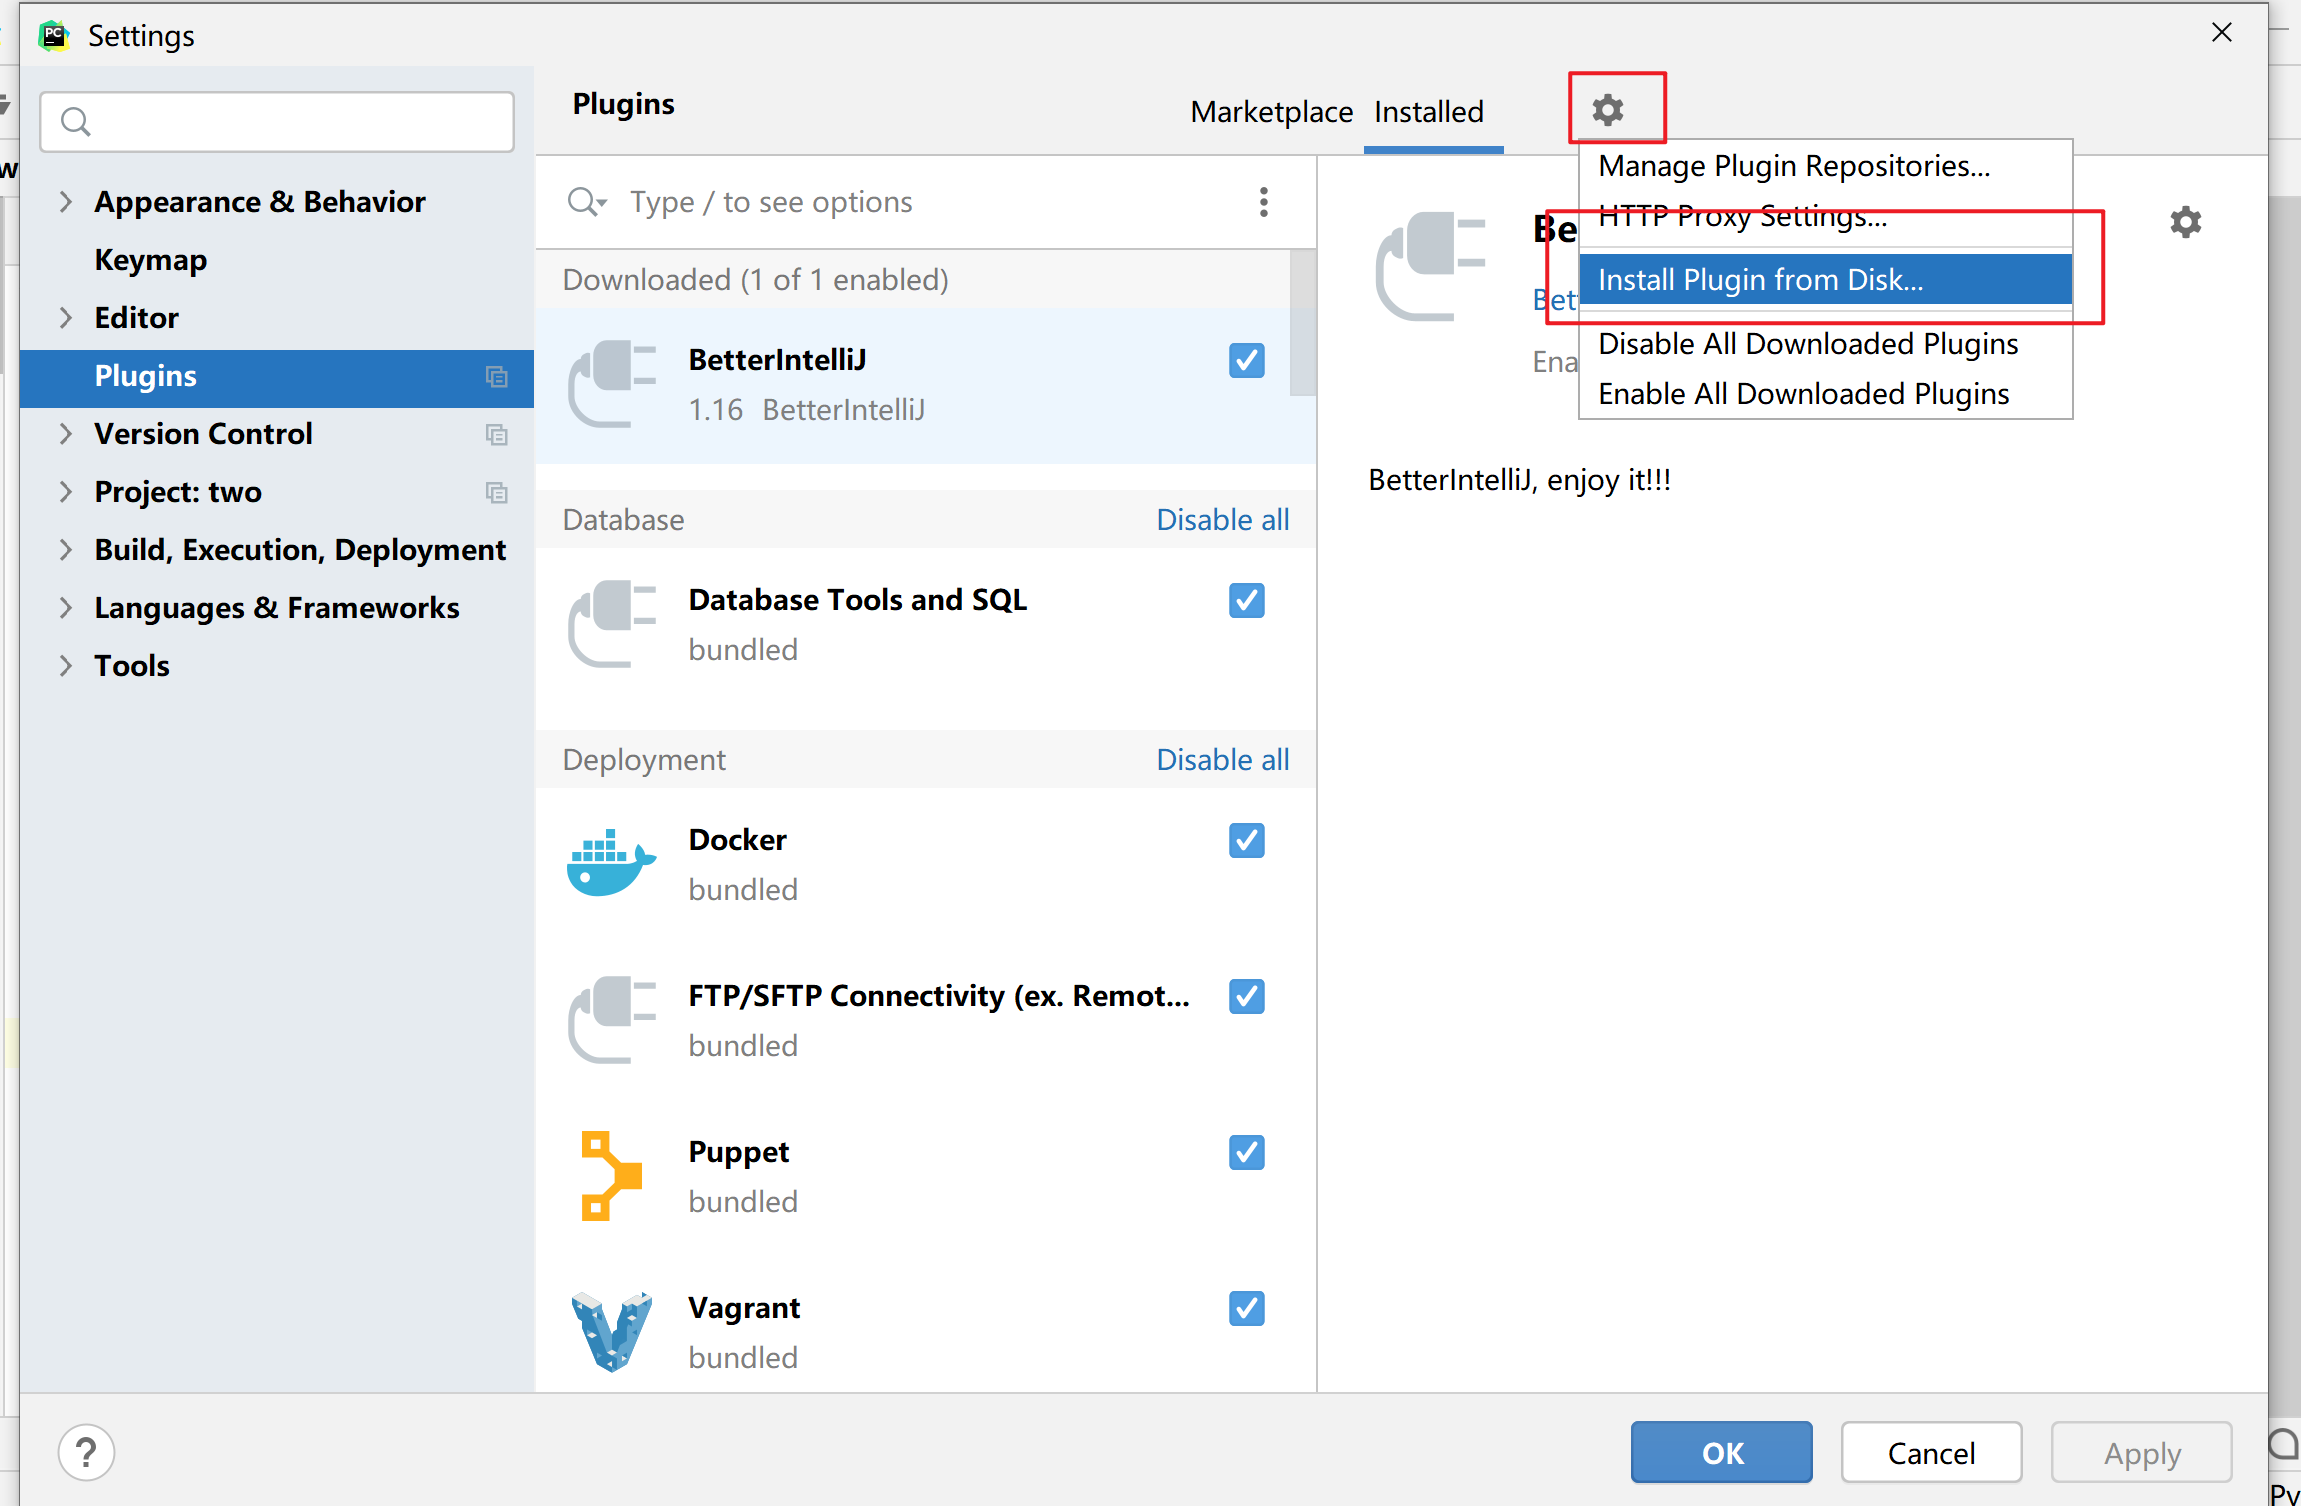 PC
Settings
Plugins
Marketplace
Installed
Type / to see options
Appearance & Behavior
Keymap
Editor
Plugins
Version Control
Project: two
Build, Execution, Deployment
Languages & Frameworks
Tools
Downloaded (1 of 1 enabled)
BetterIntelliJ
1.16 BetterIntelliJ
Database
Disable all
Database Tools and SQL
bundled
Deployment
Disable all
Docker
bundled
FTP/SFTP Connectivity (ex. Remot...
bundled
Puppet
bundled
Vagrant
bundled
Manage Plugin Repositories...
HTTP Proxy Settings...
Install Plugin from Disk...
Disable All Downloaded Plugins
Enable All Downloaded Plugins
Be
Bet
Ena
BetterIntelliJ, enjoy it!!!
?
OK
Cancel
Apply
w
Py